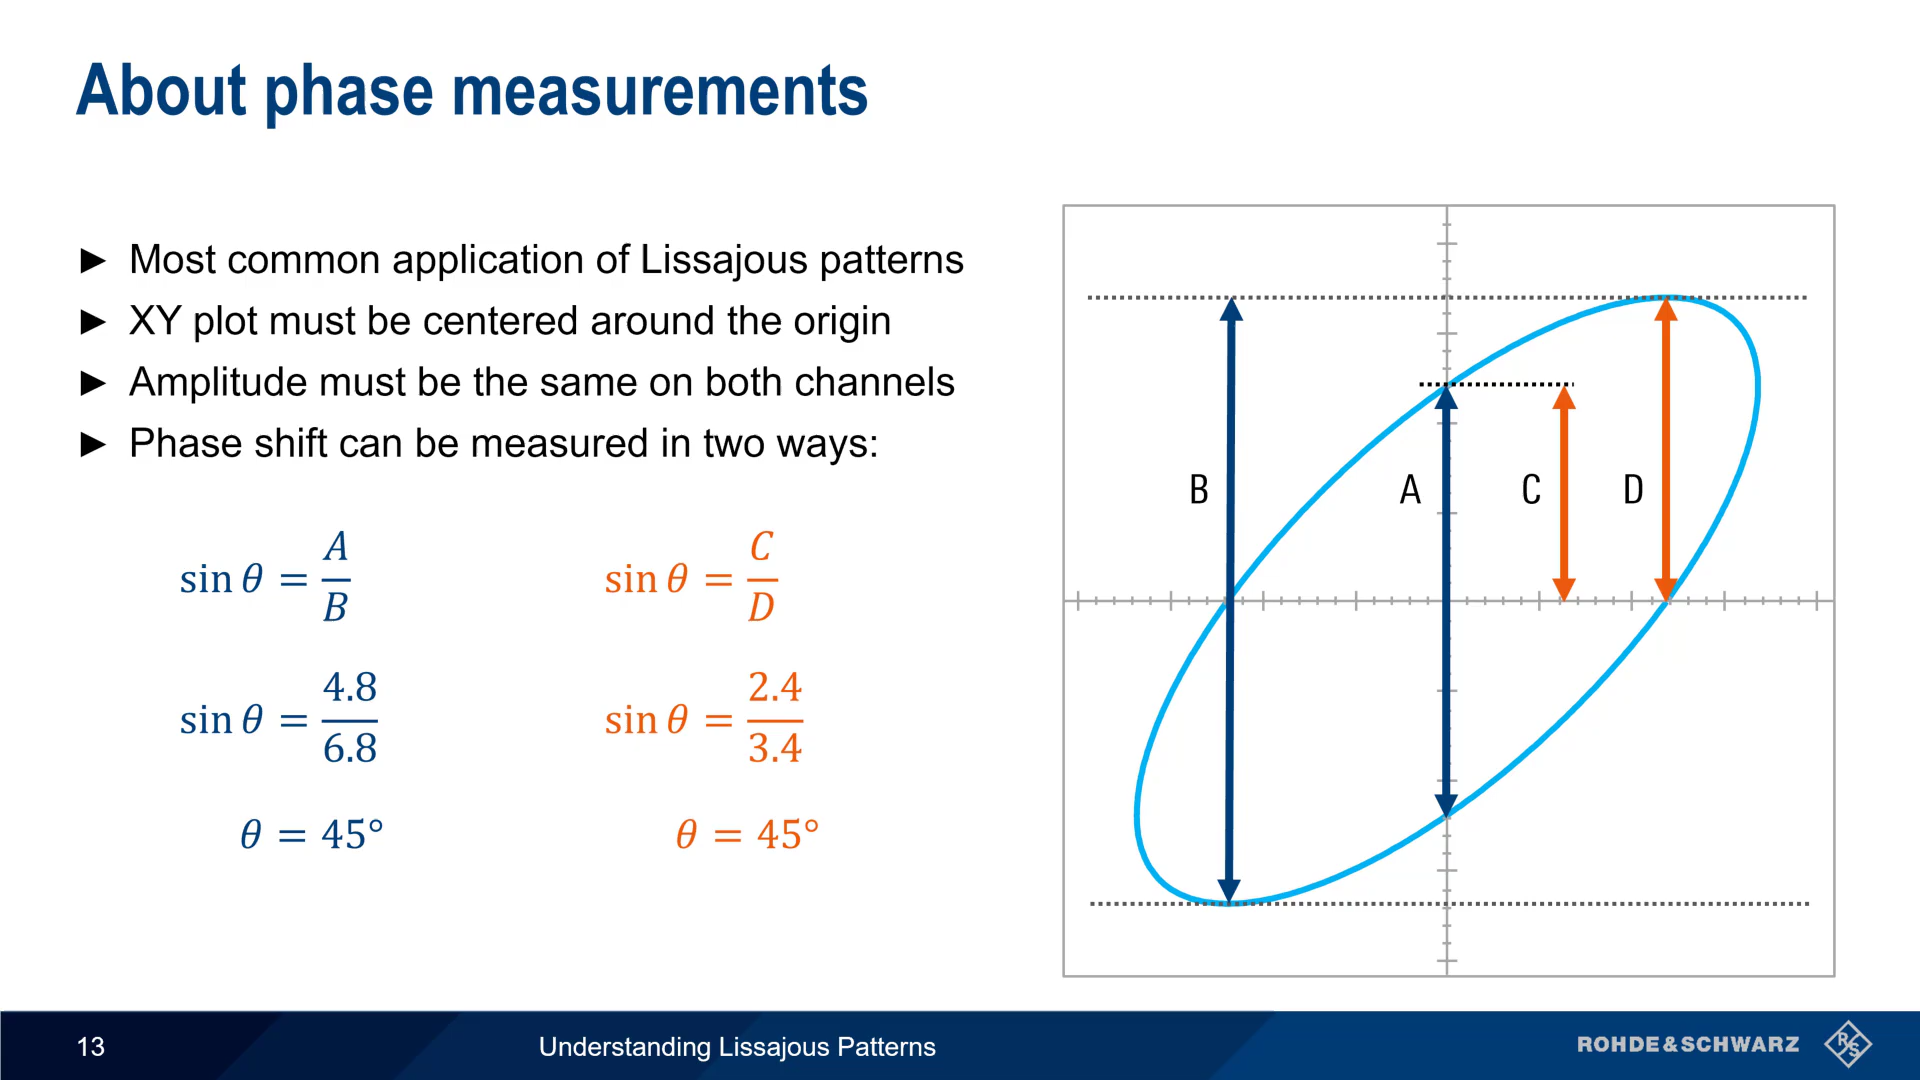 About phase measurements
► Most common application of Lissajous patterns
► XY plot must be centered around the origin
► Amplitude must be the same on both channels
► Phase shift can be measured in two ways:
sin θ = A/B
sin θ = C/D
sin θ = 4.8/6.8
sin θ = 2.4/3.4
θ = 45°
θ = 45°
B A C D
13 Understanding Lissajous Patterns ROHDE&SCHWARZ R&S